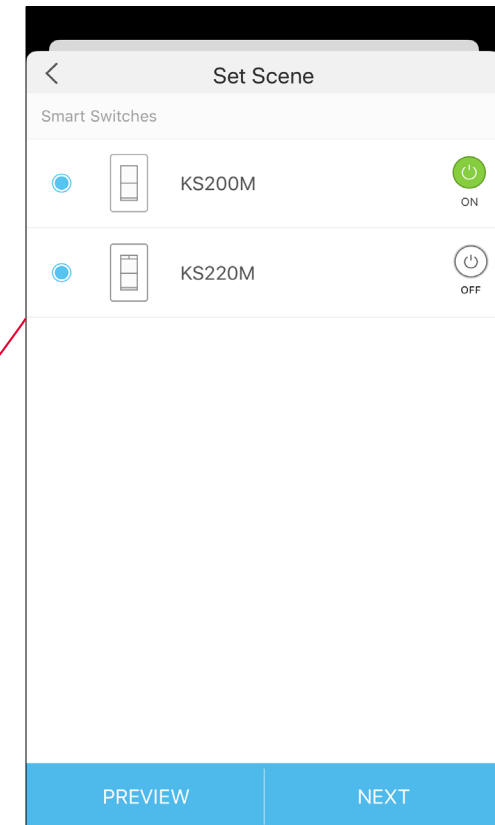 Set Scene
Smart Switches
KS200M
ON
KS220M
OFF
PREVIEW
NEXT